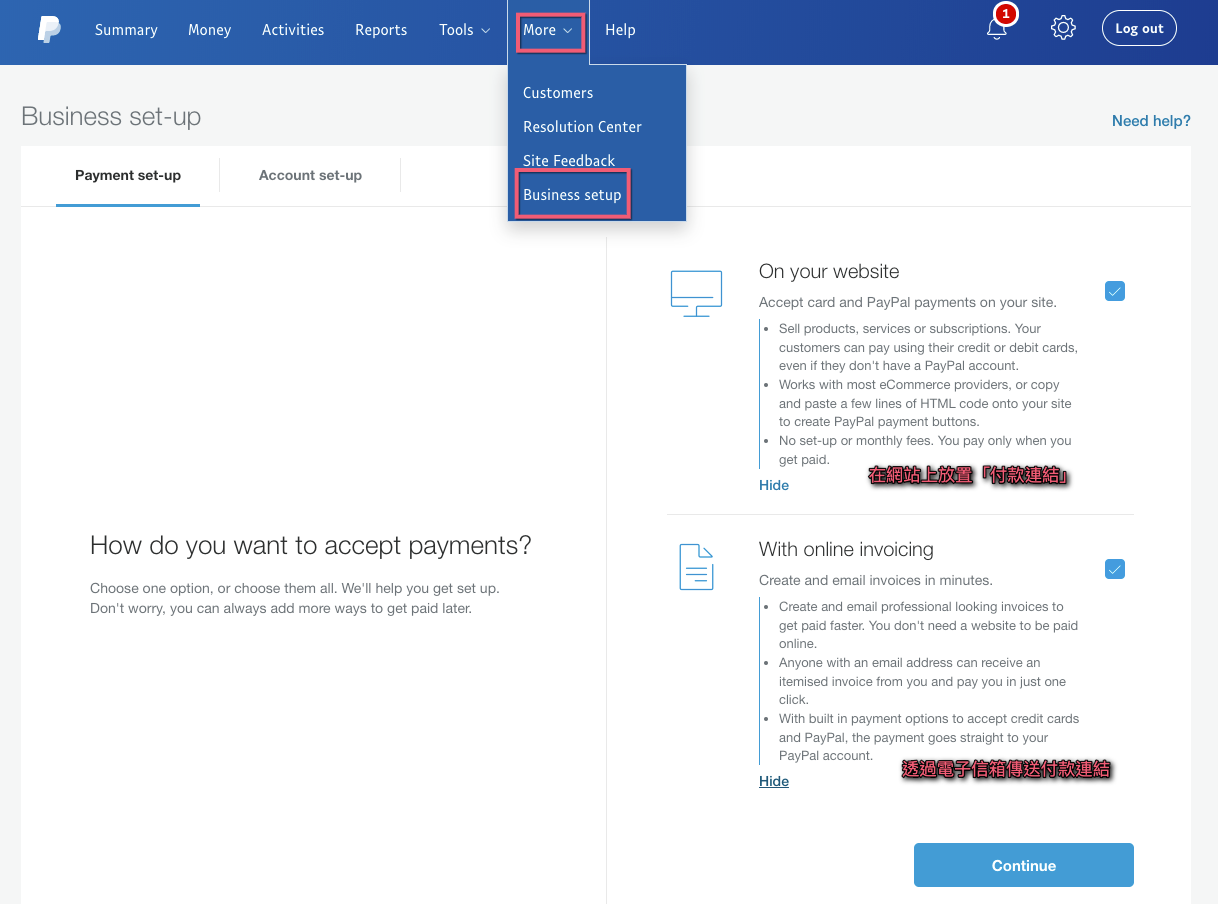 Summary
Money
Activities
Reports
Tools
More
Help
1
Log out
Customers
Resolution Center
Site Feedback
Business setup
Business set-up
Need help?
Payment set-up
Account set-up
How do you want to accept payments?
Choose one option, or choose them all. We'll help you get set up.
Don't worry, you can always add more ways to get paid later.
On your website
Accept card and PayPal payments on your site.
• Sell products, services or subscriptions. Your
customers can pay using their credit or debit cards,
even if they don't have a PayPal account.
• Works with most eCommerce providers, or copy
and paste a few lines of HTML code onto your site
to create PayPal payment buttons.
• No set-up or monthly fees. You pay only when you
get paid.
在網站上放置「付款連結」
Hide
With online invoicing
Create and email invoices in minutes.
• Create and email professional looking invoices to
get paid faster. You don't need a website to be paid
online.
• Anyone with an email address can receive an
itemised invoice from you and pay you in just one
click.
• With built in payment options to accept credit cards
and PayPal, the payment goes straight to your
PayPal account.
透過電子信箱傳送付款連結
Hide
Continue